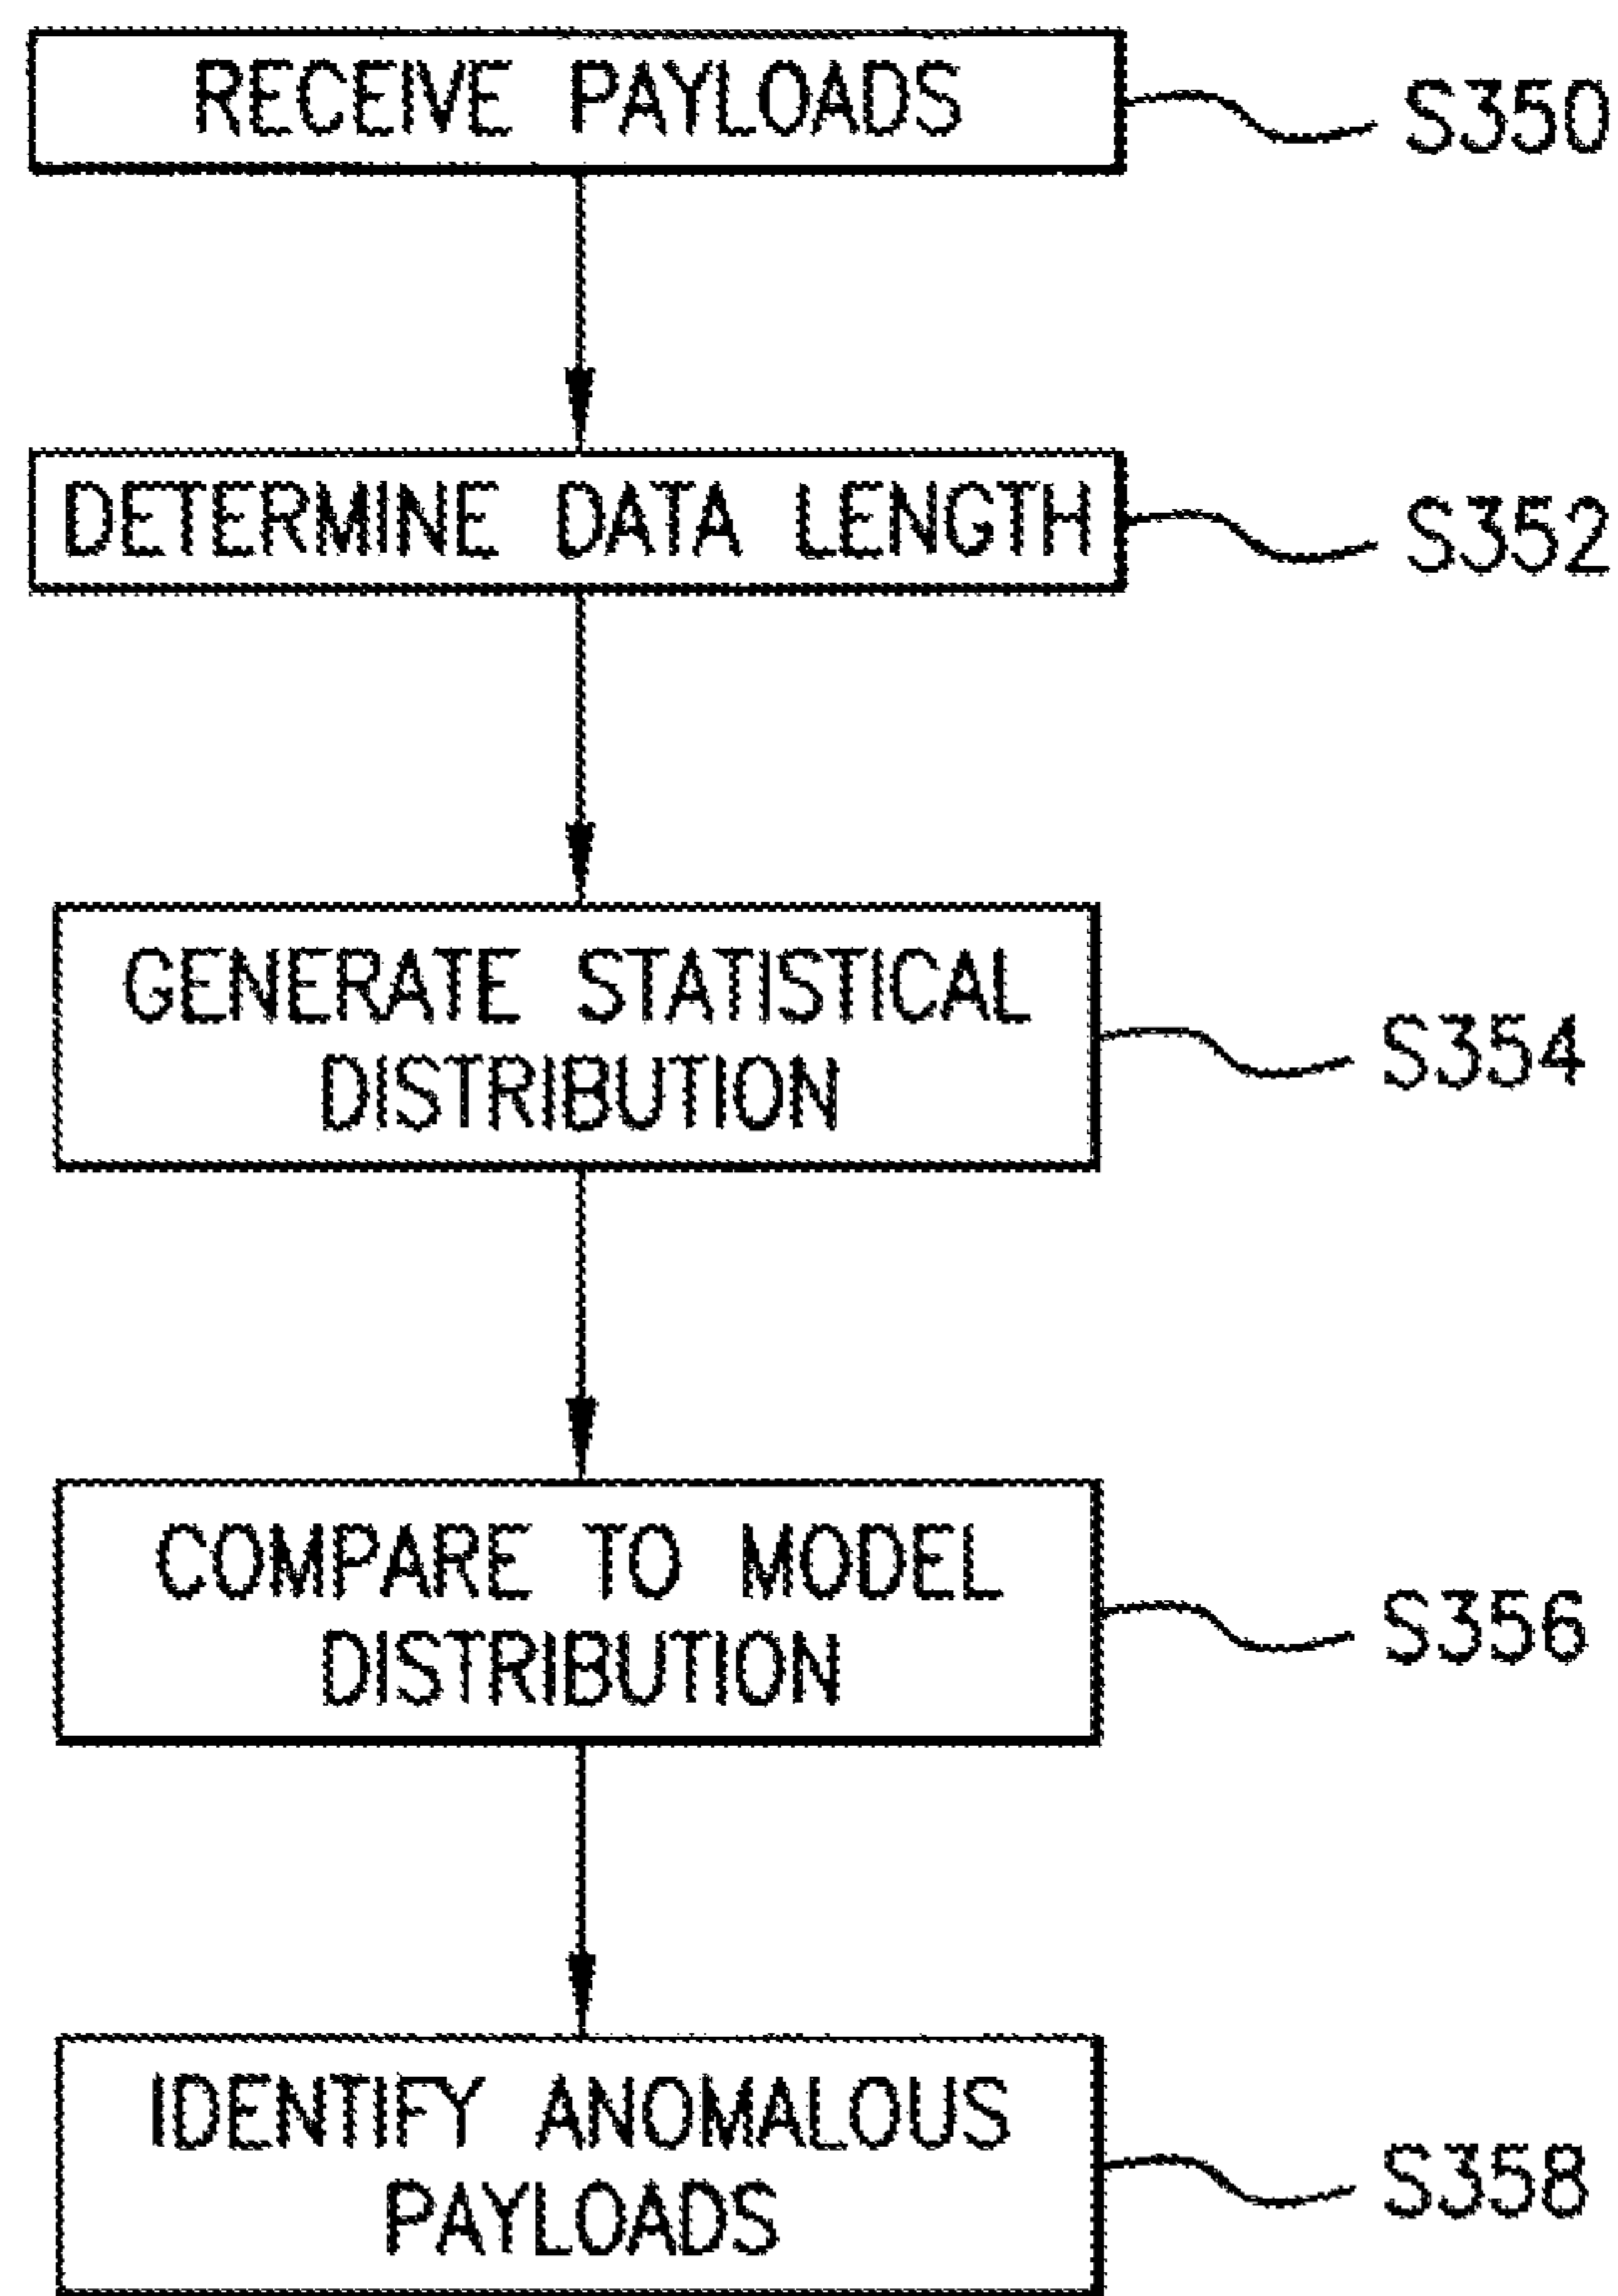 RECEIVE PAYLOADS
S350
DETERMINE DATA LENGTH
S352
GENERATE STATISTICAL
DISTRIBUTION
S354
COMPARE TO MODEL
DISTRIBUTION
S356
IDENTIFY ANOMALOUS
PAYLOADS
S358